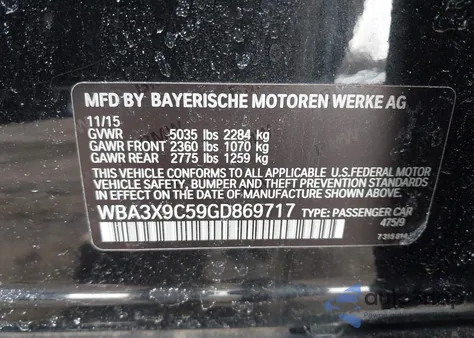 MFD BY BAYERISCHE MOTOREN WERKE AG
11/15
GVWR 5035 lbs 2284 kg
GAWR FRONT 2360 lbs 1070 kg
GAWR REAR 2775 lbs 1259 kg
THIS VEHICLE CONFORMS TO ALL APPLICABLE U.S.FEDERAL MOTOR
VEHICLE SAFETY, BUMPER, AND THEFT PREVENTION STANDARDS
IN EFFECT ON THE DATE OF MANUFACTURE SHOWN ABOVE.
WBA3X9C59GD869717 TYPE: PASSENGER CAR
475/9